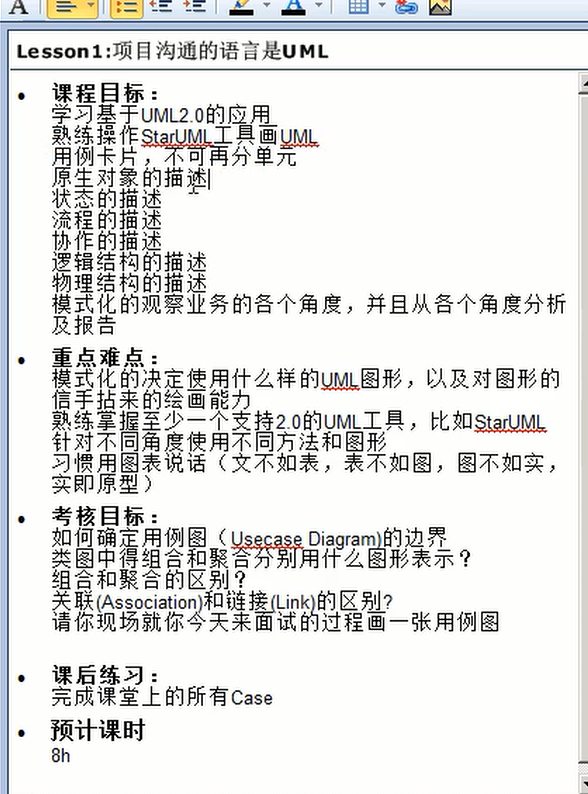 Lesson1:项目沟通的语言是UML
课程目标：
学习基于UML2.0的应用
熟练操作StarUML工具画UML
用例卡片，不可再分单元
原生对象的描述
状态的描述
流程的描述
协作的描述
逻辑结构的描述
物理结构的描述
模式化的观察业务的各个角度，并且从各个角度分析
及报告
重点难点：
模式化的决定使用什么样的UML图形，以及对图形的
信手拈来的绘画能力
熟练掌握至少一个支持2.0的UML工具，比如StarUML
针对不同角度使用不同方法和图形
习惯用图表说话（文不如表，表不如图，图不如实，
实即原型）
考核目标：
如何确定用例图（Usecase Diagram)的边界
类图中得组合和聚合分别用什么图形表示？
组合和聚合的区别？
关联(Association)和链接(Link)的区别?
请你现场就你今天来面试的过程画一张用例图
课后练习：
完成课堂上的所有Case
预计课时
8h